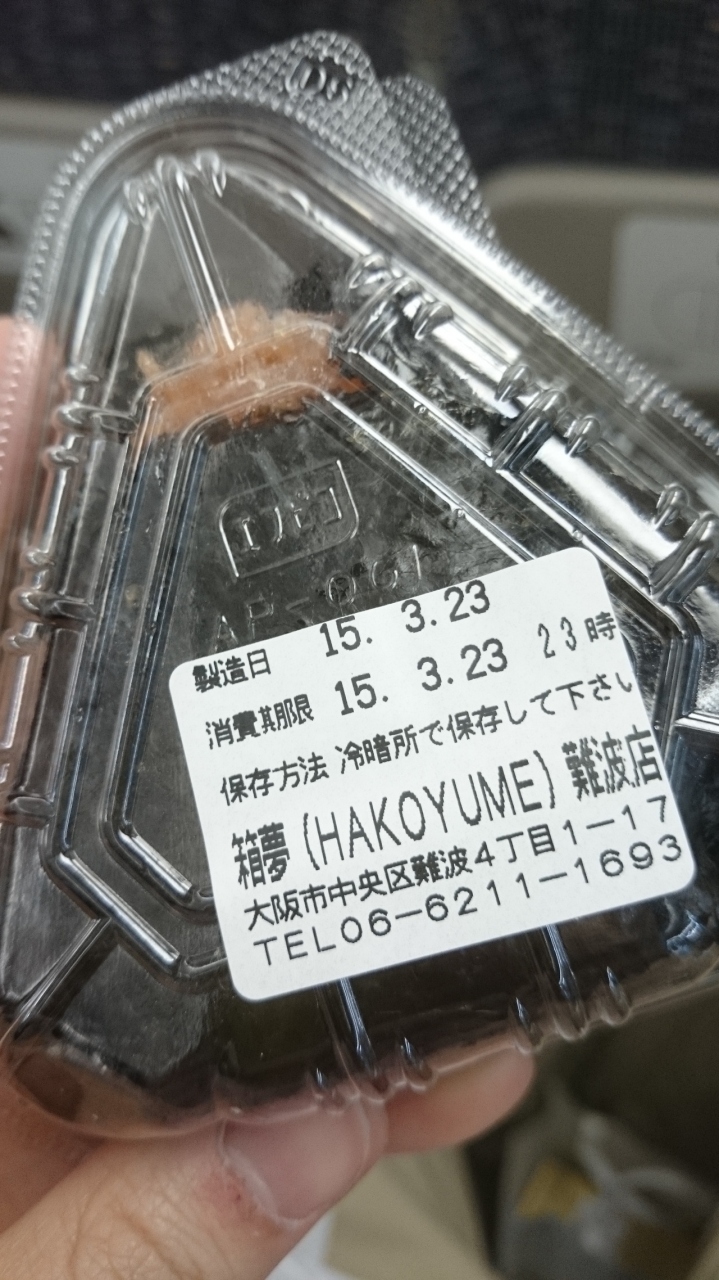 製造日 15. 3.23
消費期限 15. 3.23 23時
保存方法 冷暗所で保存して下さい
箱夢 (HAKOYUME) 難波店
大阪市中央区難波4丁目1−17
TEL06−6211−1693